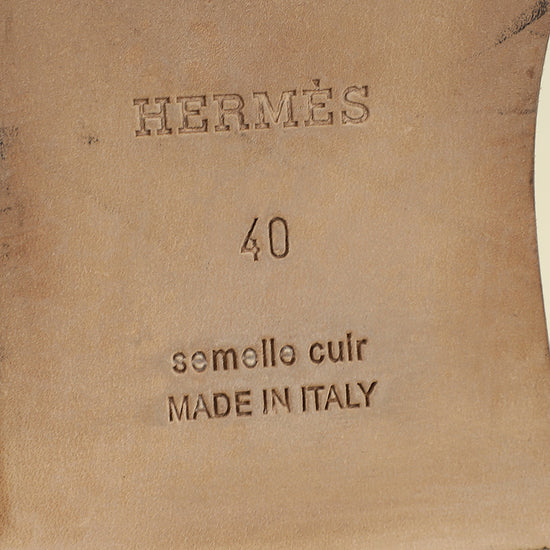 HERMÈS
40
semelle cuir
MADE IN ITALY